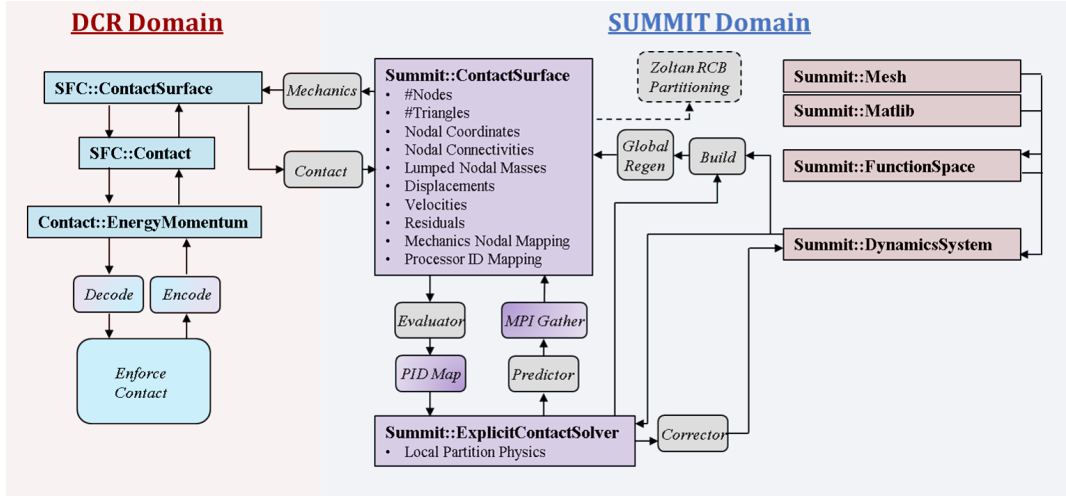 DCR Domain
SUMMIT Domain
SFC::ContactSurface
Mechanics
SFC::Contact
Contact
Contact::EnergyMomentum
Decode
Encode
Enforce
Contact
Summit::ContactSurface
• #Nodes
• #Triangles
• Nodal Coordinates
• Nodal Connectivities
• Lumped Nodal Masses
• Displacements
• Velocities
• Residuals
• Mechanics Nodal Mapping
• Processor ID Mapping
Zoltan RCB
Partitioning
Global
Regen
Build
Summit::Mesh
Summit::Matlib
Summit::FunctionSpace
Summit::DynamicsSystem
Evaluator
MPI Gather
PID Map
Predictor
Summit::ExplicitContactSolver
• Local Partition Physics
Corrector